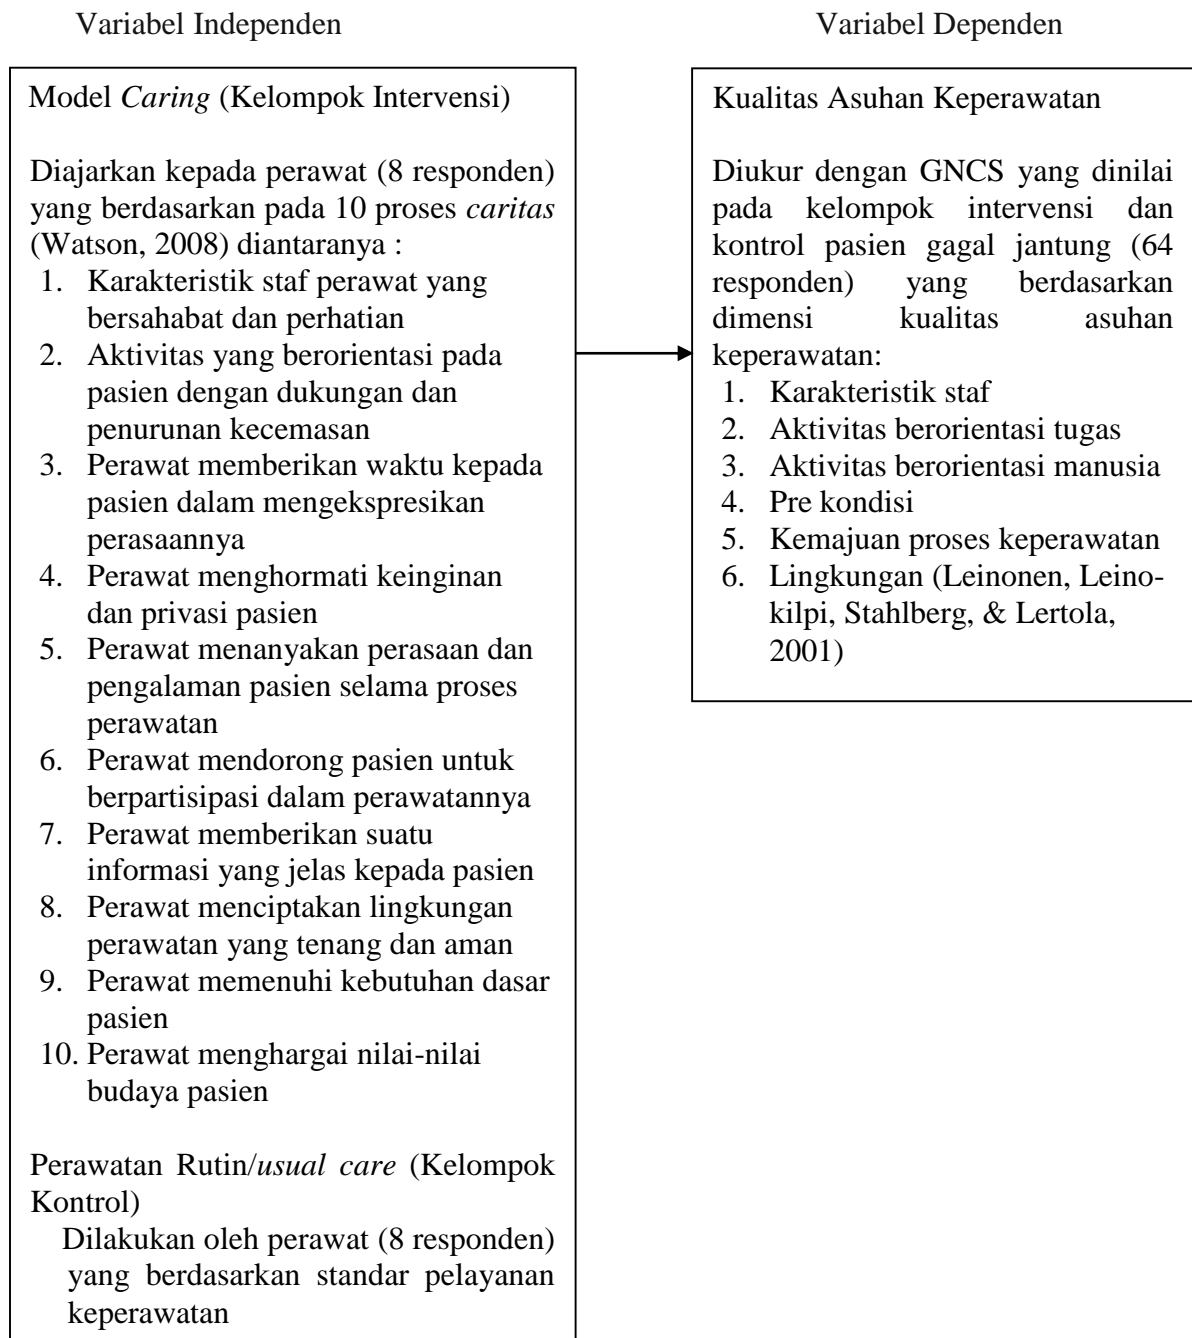 Variabel Independen
Variabel Dependen
Model Caring (Kelompok Intervensi)
Diajarkan kepada perawat (8 responden)
yang berdasarkan pada 10 proses caritas
(Watson, 2008) diantaranya :
1. Karakteristik staf perawat yang
bersahabat dan perhatian
2. Aktivitas yang berorientasi pada
pasien dengan dukungan dan
penurunan kecemasan
3. Perawat memberikan waktu kepada
pasien dalam mengekspresikan
perasaannya
4. Perawat menghormati keinginan
dan privasi pasien
5. Perawat menanyakan perasaan dan
pengalaman pasien selama proses
perawatan
6. Perawat mendorong pasien untuk
berpartisipasi dalam perawatannya
7. Perawat memberikan suatu
informasi yang jelas kepada pasien
8. Perawat menciptakan lingkungan
perawatan yang tenang dan aman
9. Perawat memenuhi kebutuhan dasar
pasien
10. Perawat menghargai nilai-nilai
budaya pasien
Perawatan Rutin/usual care (Kelompok
Kontrol)
Dilakukan oleh perawat (8 responden)
yang berdasarkan standar pelayanan
keperawatan
Kualitas Asuhan Keperawatan
Diukur dengan GNCS yang dinilai
pada kelompok intervensi dan
kontrol pasien gagal jantung (64
responden) yang berdasarkan
dimensi kualitas asuhan
keperawatan:
1. Karakteristik staf
2. Aktivitas berorientasi tugas
3. Aktivitas berorientasi manusia
4. Pre kondisi
5. Kemajuan proses keperawatan
6. Lingkungan (Leinonen, Leino-
kilpi, Stahlberg, & Lertola,
2001)